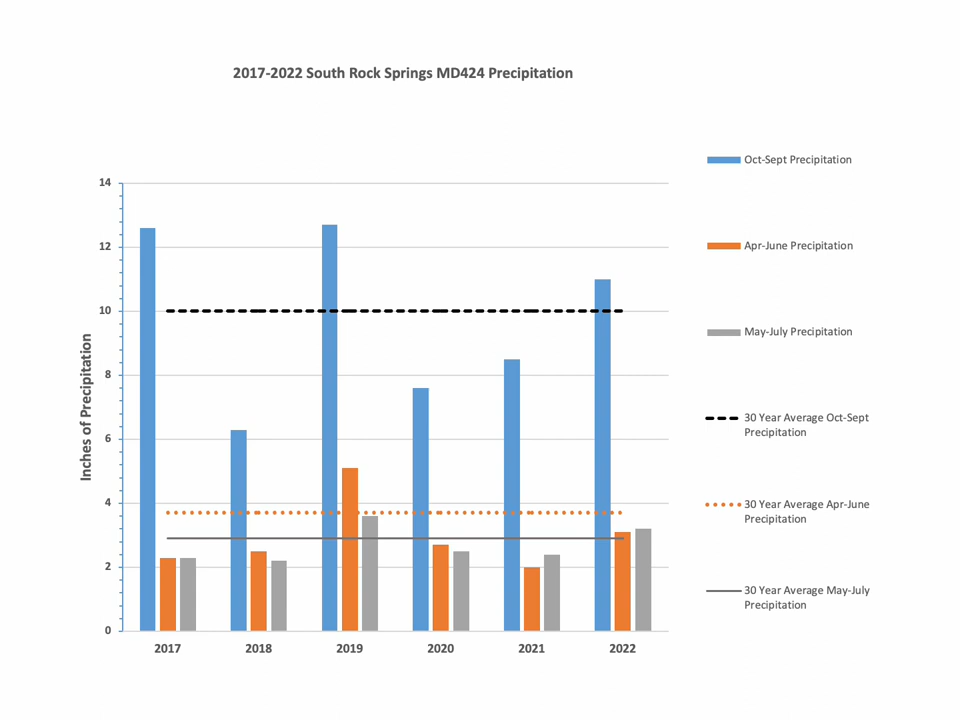 2017-2022 South Rock Springs MD424 Precipitation
Oct-Sept Precipitation
Apr-June Precipitation
May-July Precipitation
30 Year Average Oct-Sept
Precipitation
30 Year Average Apr-June
Precipitation
30 Year Average May-July
Precipitation
Inches of Precipitation
14
12
10
8
6
4
2
0
2017 2018 2019 2020 2021 2022